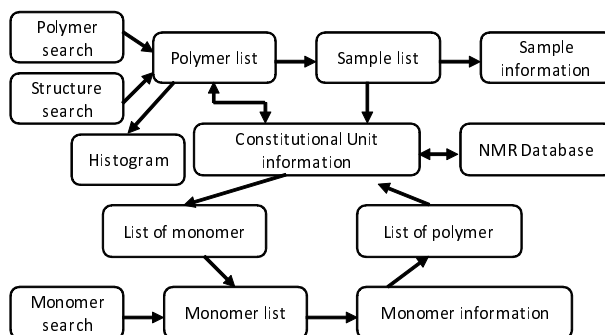 Polymer
search
Polymer list
Sample list
Sample
information
Structure
search
Histogram
Constitutional Unit
information
NMR Database
List of monomer
List of polymer
Monomer
search
Monomer list
Monomer information